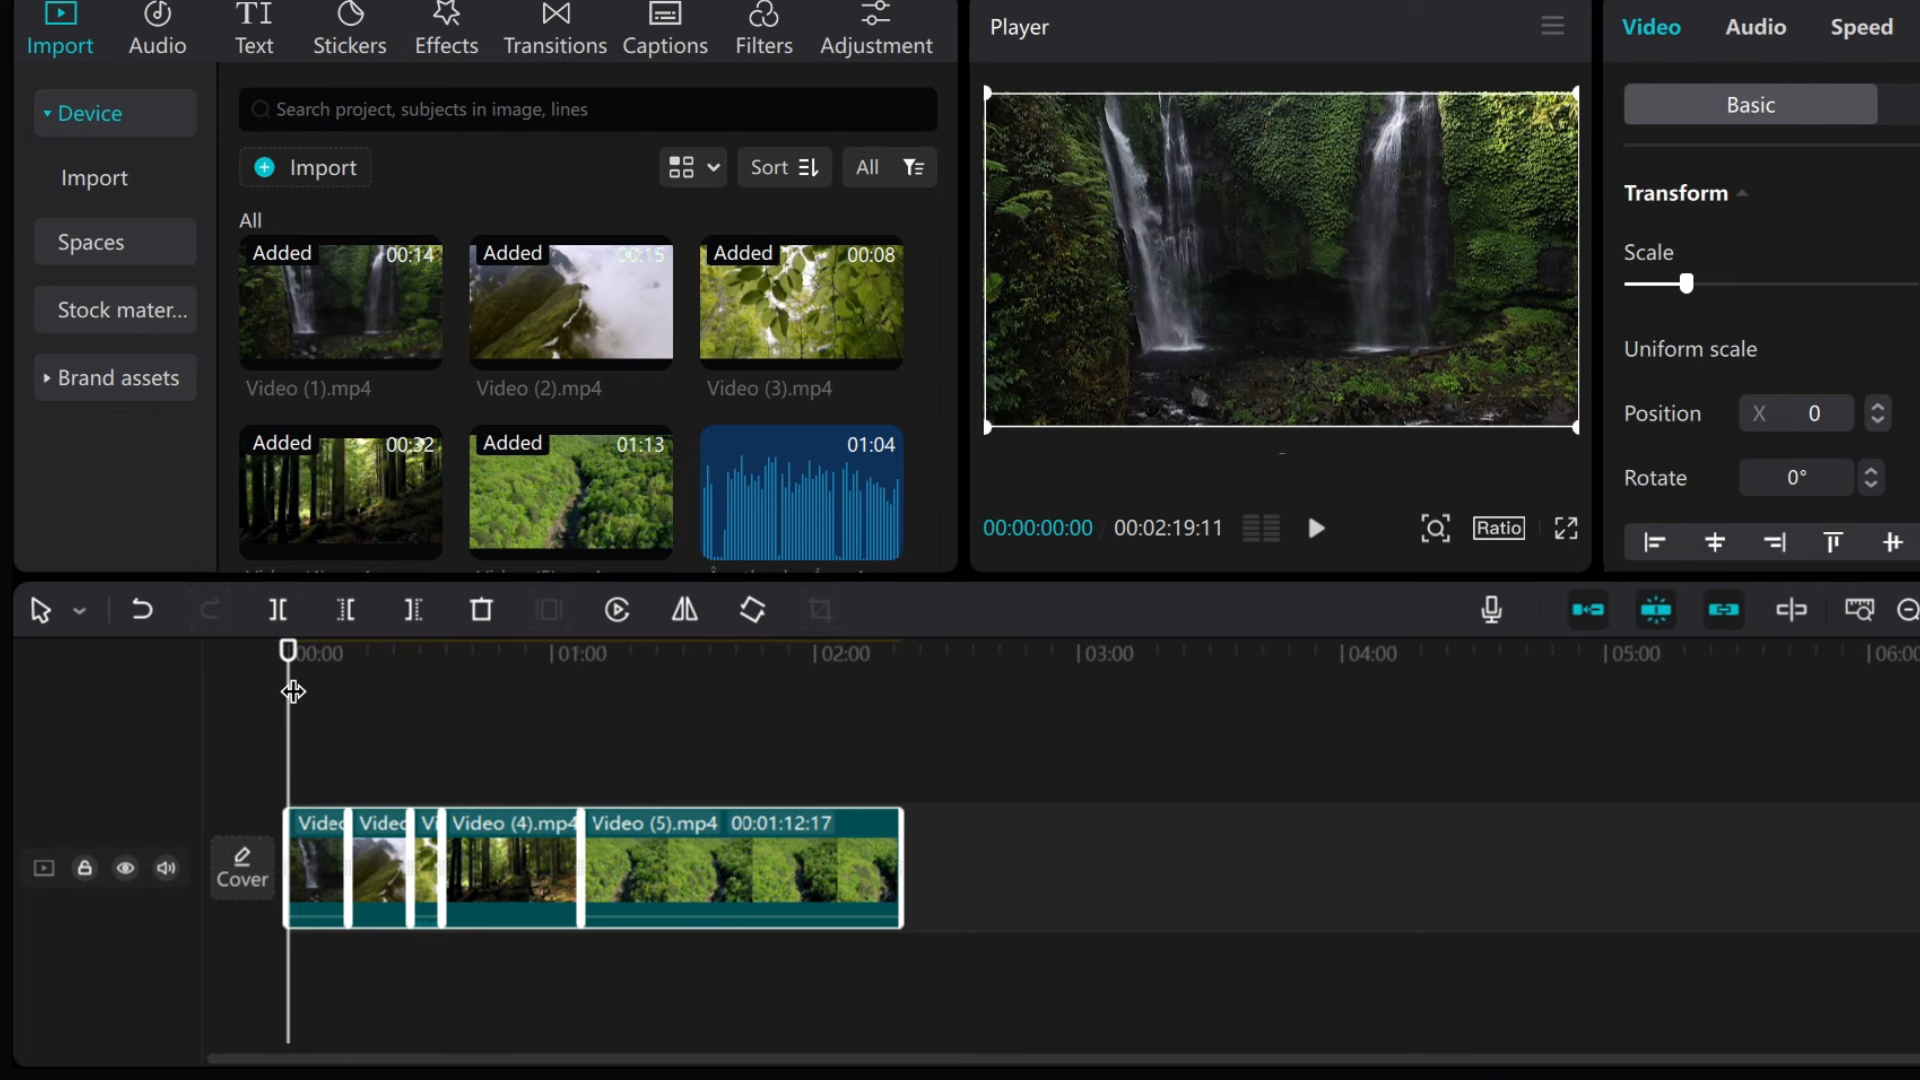 Import Audio Text Stickers Effects Transitions Captions Filters Adjustment
Device
Import
Spaces
Stock mater...
Brand assets
Search project, subjects in image, lines
Import
Sort
All
All
Added 00:14
Added 00:15
Added 00:08
Video (1).mp4
Video (2).mp4
Video (3).mp4
Added 00:32
Added 01:13
01:04
Player
00:00:00:00 / 00:02:19:11
Ratio
Video Audio Speed
Basic
Transform
Scale
Uniform scale
Position X 0
Rotate 0°
00:00 01:00 02:00 03:00 04:00 05:00 06:00
Cover
Video (4).mp4
Video (5).mp4 00:01:12:17